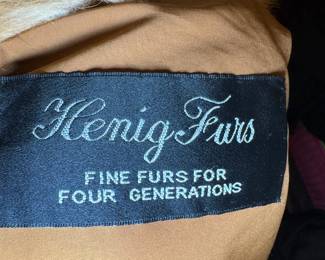 Henig Furs
FINE FURS FOR
FOUR GENERATIONS